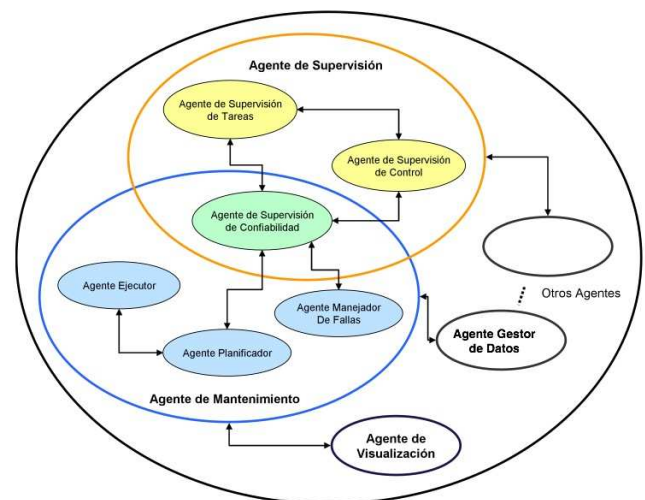 Agente de Supervisión
Agente de Supervisión
de Tareas
Agente de Supervisión
de Control
Agente de Supervisión
de Confiabilidad
Agente Ejecutor
Agente Manejador
De Fallas
Otros Agentes
Agente Gestor
de Datos
Agente Planificador
Agente de Mantenimiento
Agente de
Visualización